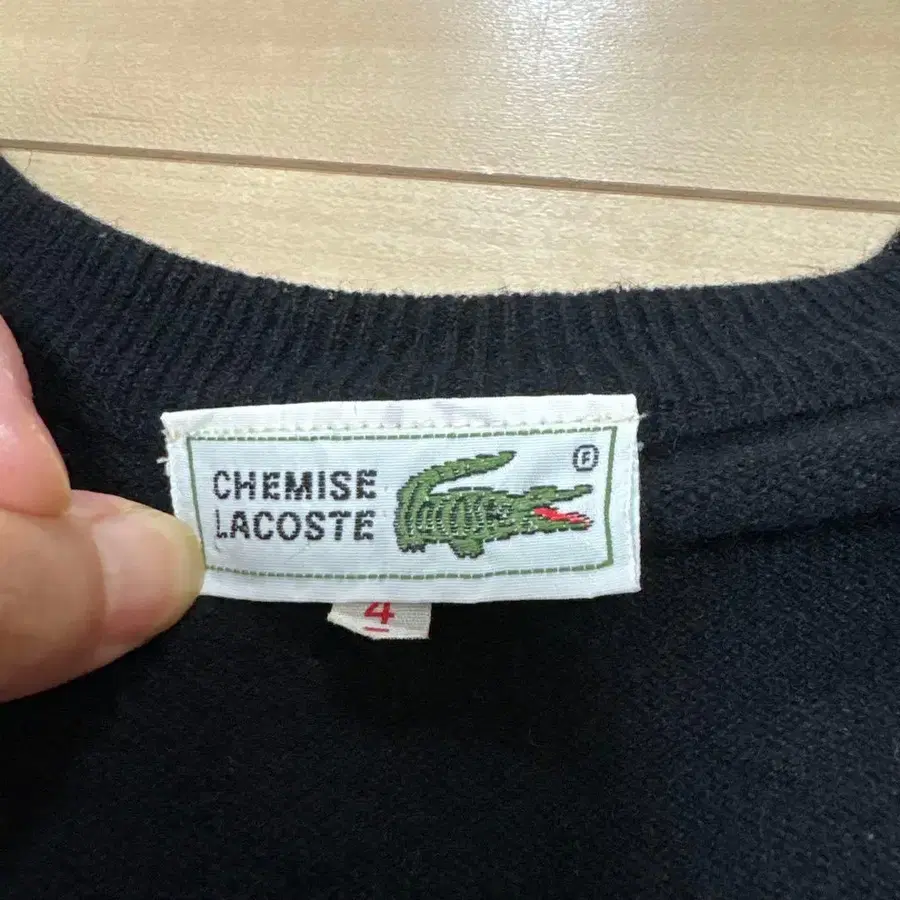 CHEMISE
LACOSTE
Ⓕ
4